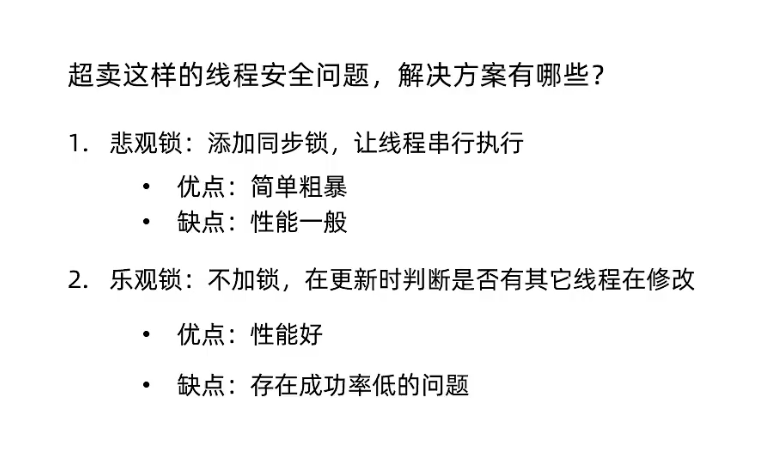 超卖这样的线程安全问题，解决方案有哪些？
1. 悲观锁：添加同步锁，让线程串行执行
• 优点：简单粗暴
• 缺点：性能一般
2. 乐观锁：不加锁，在更新时判断是否有其它线程在修改
• 优点：性能好
• 缺点：存在成功率低的问题